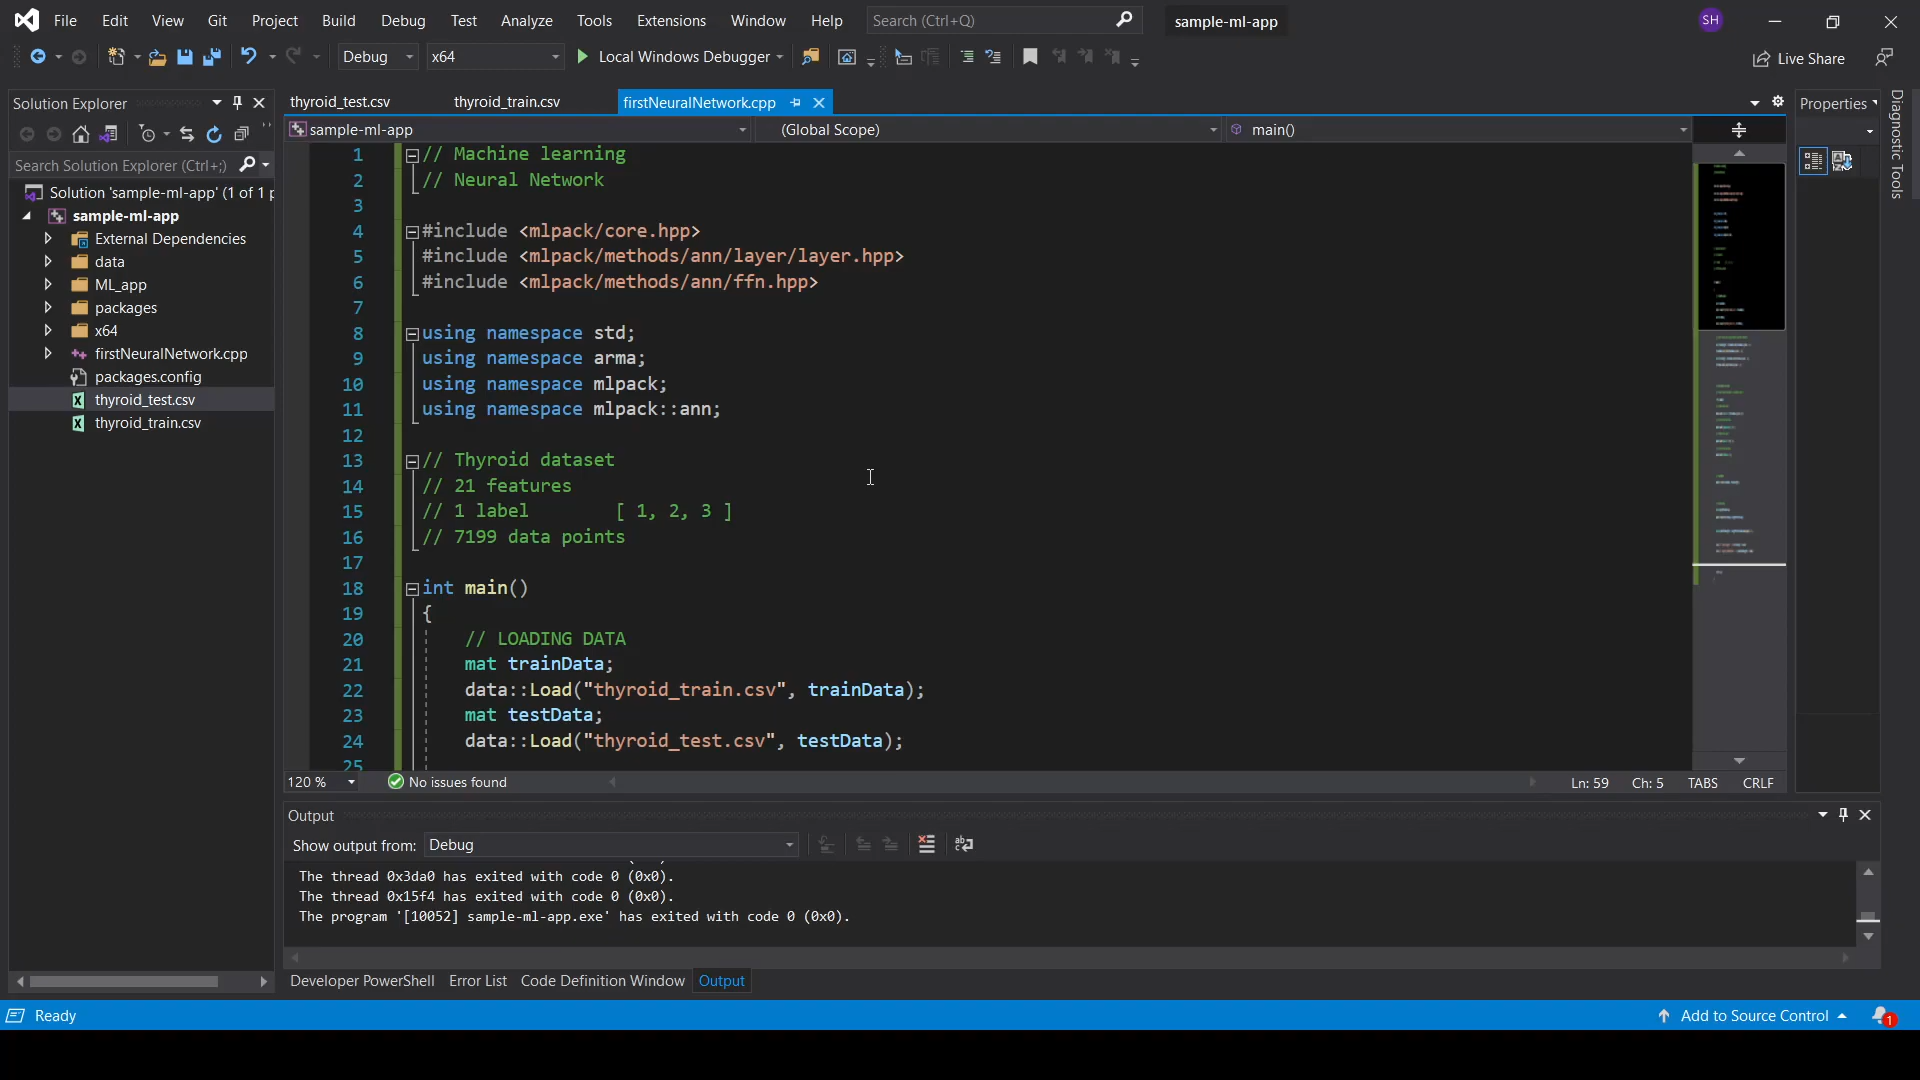 File Edit View Git Project Build Debug Test Analyze Tools Extensions Window Help Search (Ctrl+Q) sample-ml-app SH
Debug x64 Local Windows Debugger Live Share
Solution Explorer
Search Solution Explorer (Ctrl+;)
Solution 'sample-ml-app' (1 of 1 p
sample-ml-app
External Dependencies
data
ML_app
packages
x64
firstNeuralNetwork.cpp
packages.config
thyroid_test.csv
thyroid_train.csv
thyroid_test.csv thyroid_train.csv firstNeuralNetwork.cpp
sample-ml-app (Global Scope) main()
1 // Machine learning
2 // Neural Network
3
4 #include <mlpack/core.hpp>
5 #include <mlpack/methods/ann/layer/layer.hpp>
6 #include <mlpack/methods/ann/ffn.hpp>
7
8 using namespace std;
9 using namespace arma;
10 using namespace mlpack;
11 using namespace mlpack::ann;
12
13 // Thyroid dataset
14 // 21 features
15 // 1 label [ 1, 2, 3 ]
16 // 7199 data points
17
18 int main()
19 {
20 // LOADING DATA
21 mat trainData;
22 data::Load("thyroid_train.csv", trainData);
23 mat testData;
24 data::Load("thyroid_test.csv", testData);
25
120 % No issues found Ln: 59 Ch: 5 TABS CRLF
Properties
Diagnostic Tools
Output
Show output from: Debug
The thread 0x3da0 has exited with code 0 (0x0).
The thread 0x15f4 has exited with code 0 (0x0).
The program '[10052] sample-ml-app.exe' has exited with code 0 (0x0).
Developer PowerShell Error List Code Definition Window Output
Ready Add to Source Control 1